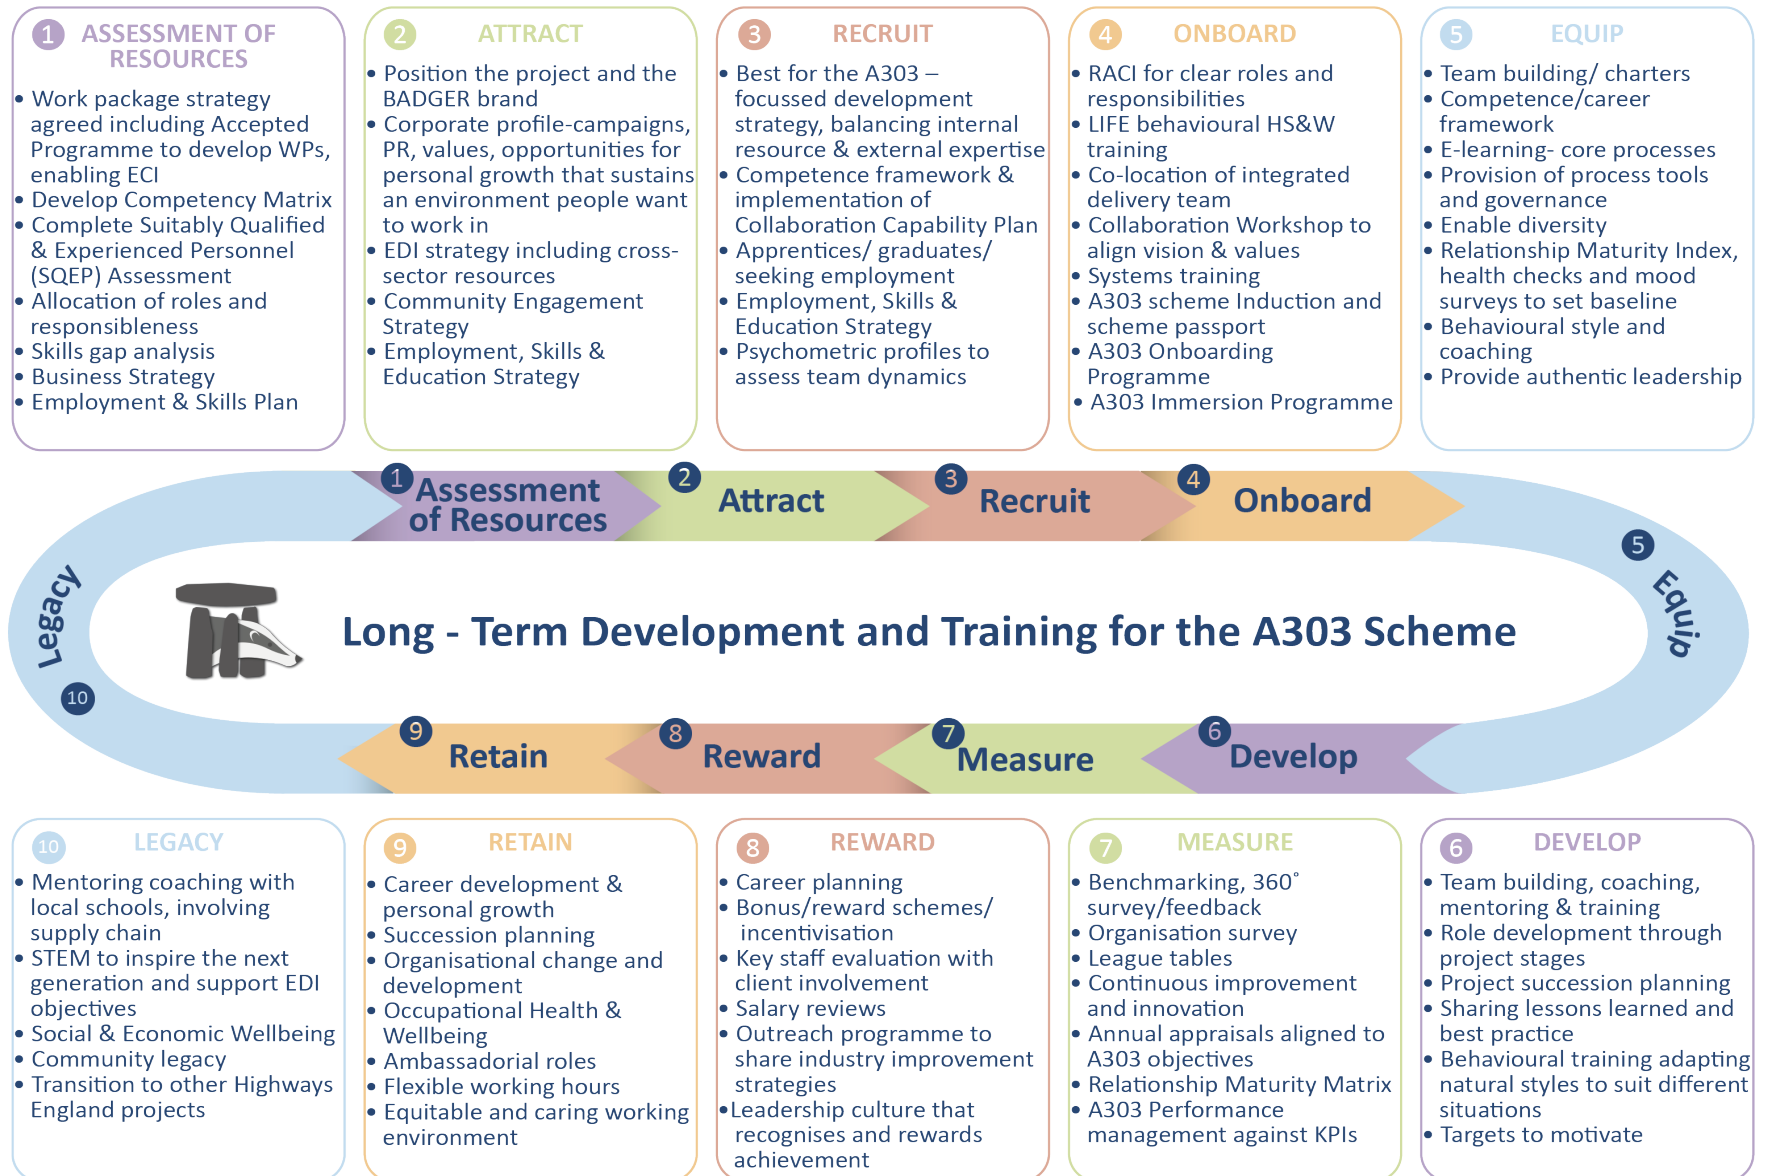 1 ASSESSMENT OF
RESOURCES
• Work package strategy
agreed including Accepted
Programme to develop WPs,
enabling ECI
• Develop Competency Matrix
• Complete Suitably Qualified
& Experienced Personnel
(SQEP) Assessment
• Allocation of roles and
responsibleness
• Skills gap analysis
• Business Strategy
• Employment & Skills Plan
2 ATTRACT
• Position the project and the
BADGER brand
• Corporate profile-campaigns,
PR, values, opportunities for
personal growth that sustains
an environment people want
to work in
• EDI strategy including cross-
sector resources
• Community Engagement
Strategy
• Employment, Skills &
Education Strategy
3 RECRUIT
• Best for the A303 –
focussed development
strategy, balancing internal
resource & external expertise
• Competence framework &
implementation of
Collaboration Capability Plan
• Apprentices/ graduates/
seeking employment
• Employment, Skills &
Education Strategy
• Psychometric profiles to
assess team dynamics
4 ONBOARD
• RACI for clear roles and
responsibilities
• LIFE behavioural HS&W
training
• Co-location of integrated
delivery team
• Collaboration Workshop to
align vision & values
• Systems training
• A303 scheme Induction and
scheme passport
• A303 Onboarding
Programme
• A303 Immersion Programme
5 EQUIP
• Team building/ charters
• Competence/career
framework
• E-learning- core processes
• Provision of process tools
and governance
• Enable diversity
• Relationship Maturity Index,
health checks and mood
surveys to set baseline
• Behavioural style and
coaching
• Provide authentic leadership
1 Assessment
of Resources
2 Attract
3 Recruit
4 Onboard
5 Equip
Long - Term Development and Training for the A303 Scheme
Legacy 10
9 Retain
8 Reward
7 Measure
6 Develop
10 LEGACY
• Mentoring coaching with
local schools, involving
supply chain
• STEM to inspire the next
generation and support EDI
objectives
• Social & Economic Wellbeing
• Community legacy
• Transition to other Highways
England projects
9 RETAIN
• Career development &
personal growth
• Succession planning
• Organisational change and
development
• Occupational Health &
Wellbeing
• Ambassadorial roles
• Flexible working hours
• Equitable and caring working
environment
8 REWARD
• Career planning
• Bonus/reward schemes/
incentivisation
• Key staff evaluation with
client involvement
• Salary reviews
• Outreach programme to
share industry improvement
strategies
•Leadership culture that
recognises and rewards
achievement
7 MEASURE
• Benchmarking, 360˚
survey/feedback
• Organisation survey
• League tables
• Continuous improvement
and innovation
• Annual appraisals aligned to
A303 objectives
• Relationship Maturity Matrix
• A303 Performance
management against KPIs
6 DEVELOP
• Team building, coaching,
mentoring & training
• Role development through
project stages
• Project succession planning
• Sharing lessons learned and
best practice
• Behavioural training adapting
natural styles to suit different
situations
• Targets to motivate